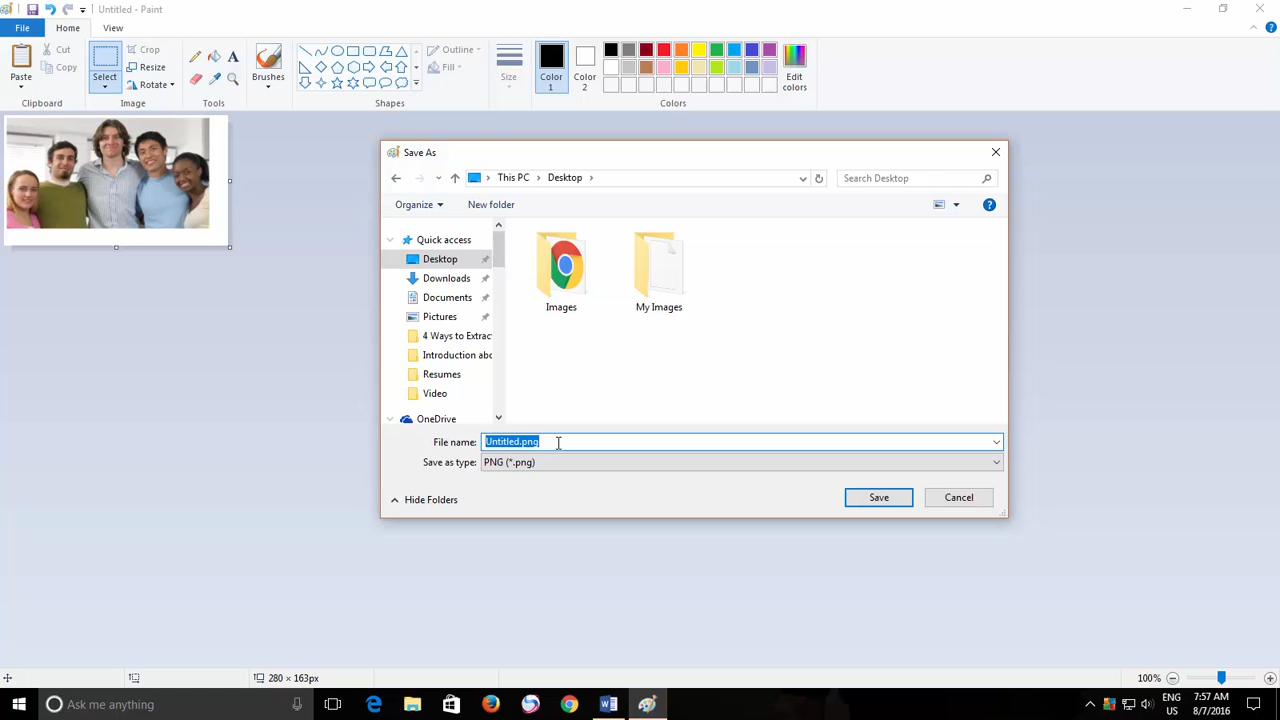 Untitled - Paint
File Home View
Paste
Cut
Copy
Clipboard
Select
Crop
Resize
Rotate
Image
Tools
Brushes
Outline
Fill
Shapes
Size
Color 1
Color 2
Edit colors
Colors
Save As
This PC Desktop
Search Desktop
Organize New folder
Quick access
Desktop
Downloads
Documents
Pictures
4 Ways to Extrac
Introduction abo
Resumes
Video
OneDrive
Images
My Images
File name: Untitled.png
Save as type: PNG (*.png)
Hide Folders
Save Cancel
280 × 163px
100%
Ask me anything
ENG 7:57 AM
US 8/7/2016